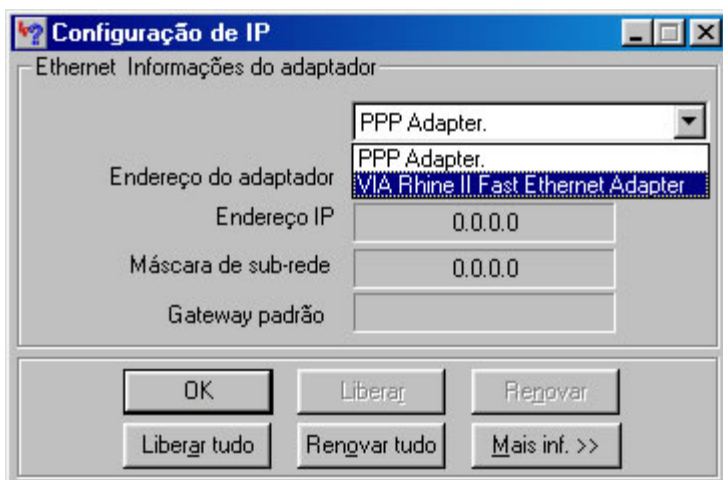 Configuração de IP
Ethernet Informações do adaptador
PPP Adapter.
PPP Adapter.
Endereço do adaptador VIA Rhine II Fast Ethernet Adapter
Endereço IP 0.0.0.0
Máscara de sub-rede 0.0.0.0
Gateway padrão
OK Liberar Renovar
Liberar tudo Renovar tudo Mais inf. >>